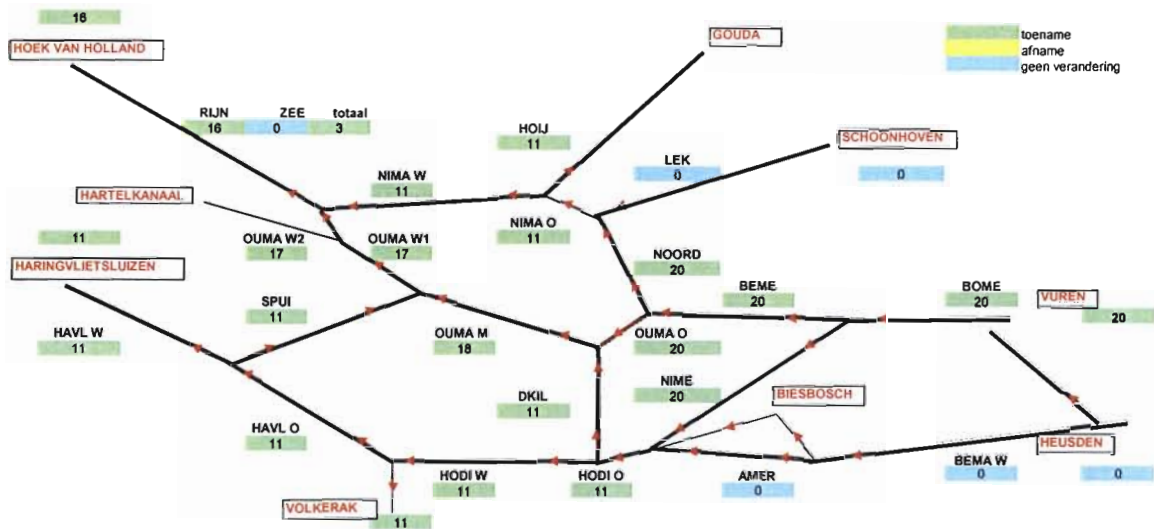 16
HOEK VAN HOLLAND
GOUDA
toename
afname
geen verandering
RIJN ZEE totaal
16 0 3
HOIJ
11
SCHOONHOVEN
LEK
0
0
NIMA W
11
HARTELKANAAL
NIMA O
11
11
OUMA W2
17
OUMA W1
17
HARINGVLIETSLUIZEN
NOORD
20
BEME
20
BOME
20
VUREN
20
SPUI
11
HAVL W
11
OUMA M
18
OUMA O
20
NIME
20
BIESBOSCH
DKIL
11
HAVL O
11
HEUSDEN
HODI W
11
HODI O
11
AMER
0
BEMA W
0
0
VOLKERAK
11